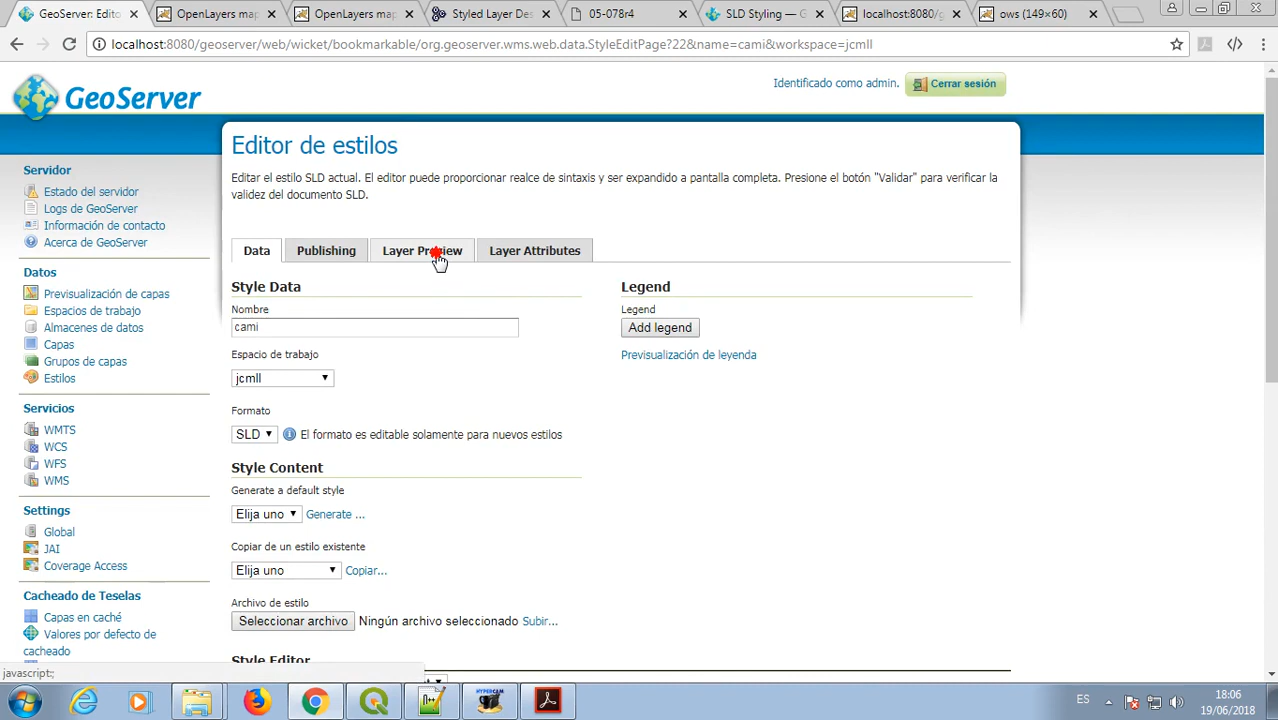 GeoServer: Edito
OpenLayers ma
OpenLayers ma
Styled Layer Des
05-078r4
SLD Styling — G
localhost:8080/g
ows (149×60)
localhost:8080/geoserver/web/wicket/bookmarkable/org.geoserver.wms.web.data.StyleEditPage?22&name=cami&workspace=jcmll
GeoServer
Identificado como admin.
Cerrar sesión
Servidor
Estado del servidor
Logs de GeoServer
Información de contacto
Acerca de GeoServer
Datos
Previsualización de capas
Espacios de trabajo
Almacenes de datos
Capas
Grupos de capas
Estilos
Servicios
WMTS
WCS
WFS
WMS
Settings
Global
JAI
Coverage Access
Cacheado de Teselas
Capas en caché
Valores por defecto de
cacheado
Editor de estilos
Editar el estilo SLD actual. El editor puede proporcionar realce de sintaxis y ser expandido a pantalla completa. Presione el botón "Validar" para verificar la
validez del documento SLD.
Data
Publishing
Layer Preview
Layer Attributes
Style Data
Nombre
cami
Espacio de trabajo
jcmll
Formato
SLD
El formato es editable solamente para nuevos estilos
Style Content
Generate a default style
Elija uno
Generate ...
Copiar de un estilo existente
Elija uno
Copiar...
Archivo de estilo
Seleccionar archivo
Ningún archivo seleccionado
Subir...
Style Editor
Legend
Legend
Add legend
Previsualización de leyenda
javascript:;
HYPERCAM
ES
18:06
19/06/2018